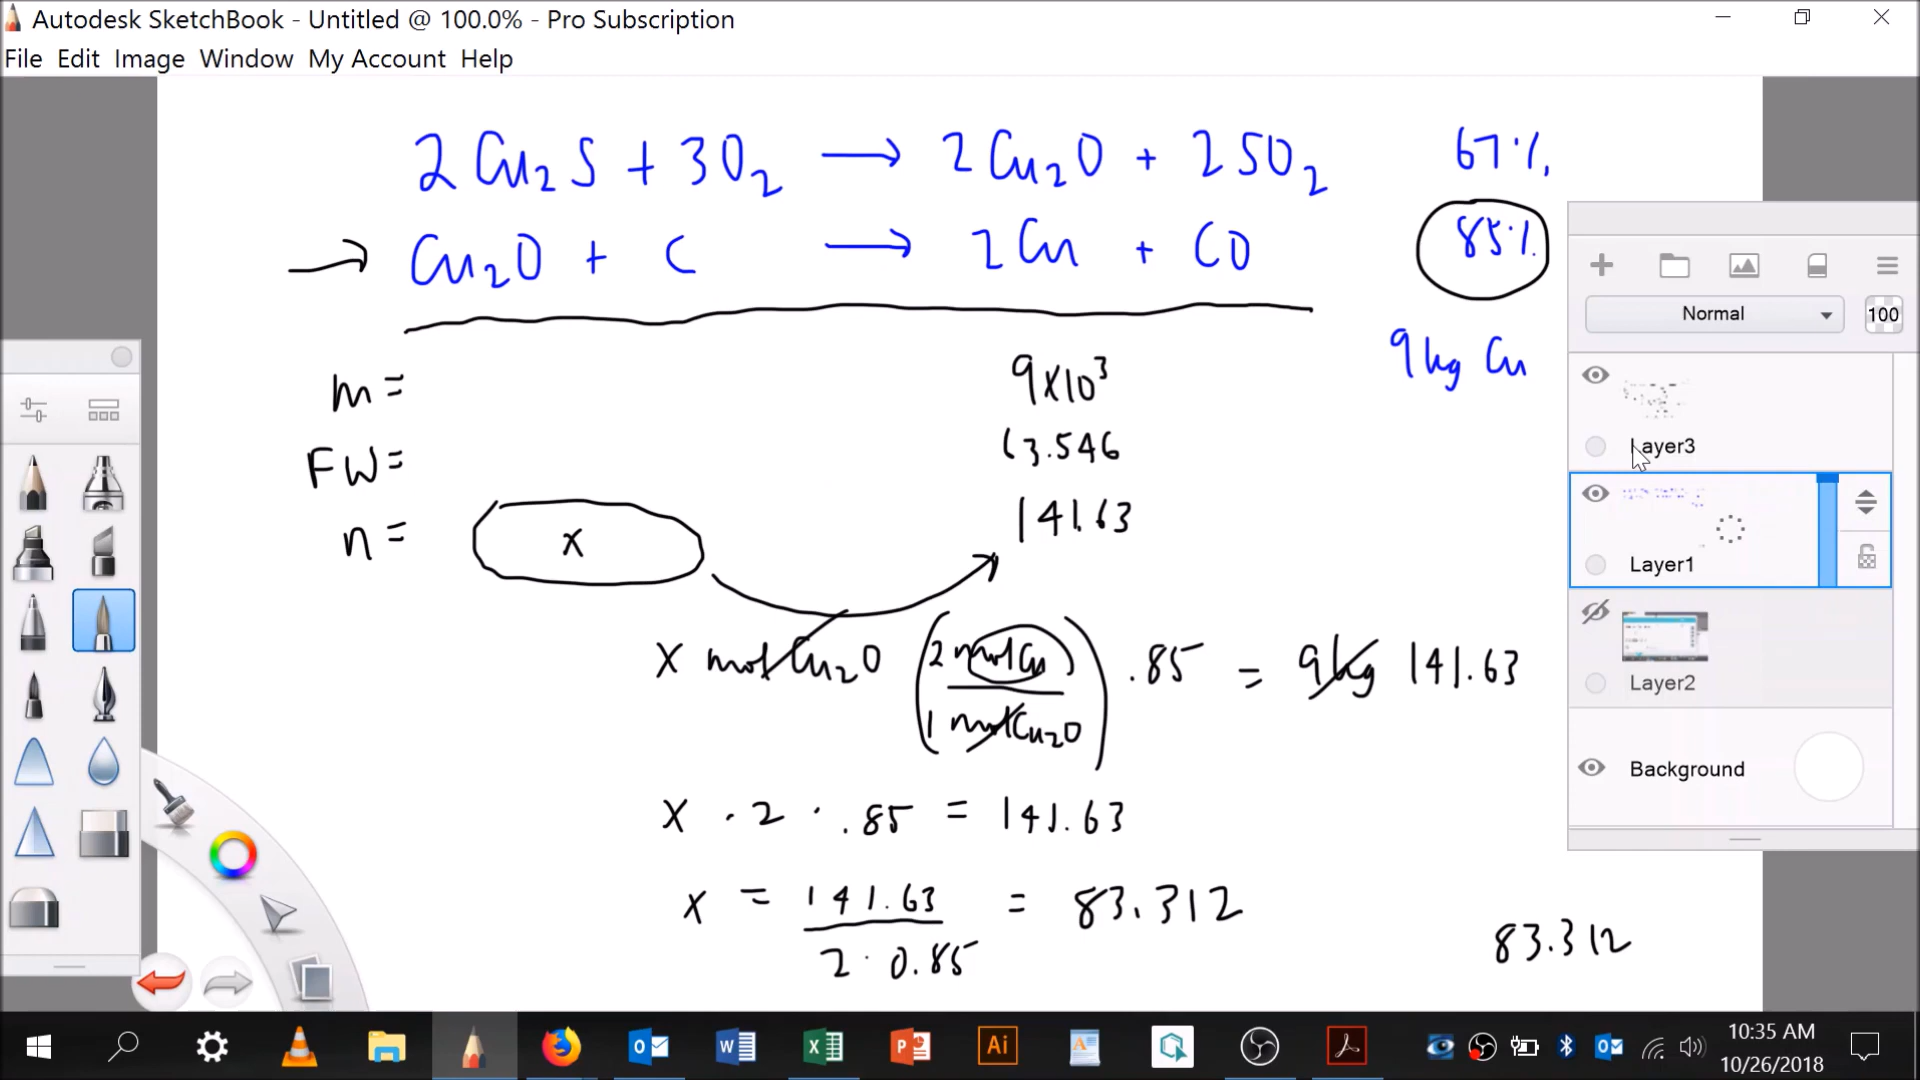 Autodesk SketchBook - Untitled @ 100.0% - Pro Subscription
File Edit Image Window My Account Help
2Cu₂S + 3O₂ → 2Cu₂O + 2SO₂ 67%
→ Cu₂O + C → 2Cu + CO 85%
9kg Cu
m = 9x10³
FW = 63.546
n = x 141.63
x mol Cu₂O (2 mol Cu / 1 mol Cu₂O) .85 = 9kg 141.63
x · 2 · .85 = 141.63
x = 141.63 / 2 · 0.85 = 83.312
83.312
Normal 100
Layer3
Layer1
Layer2
Background
Ai
10:35 AM
10/26/2018